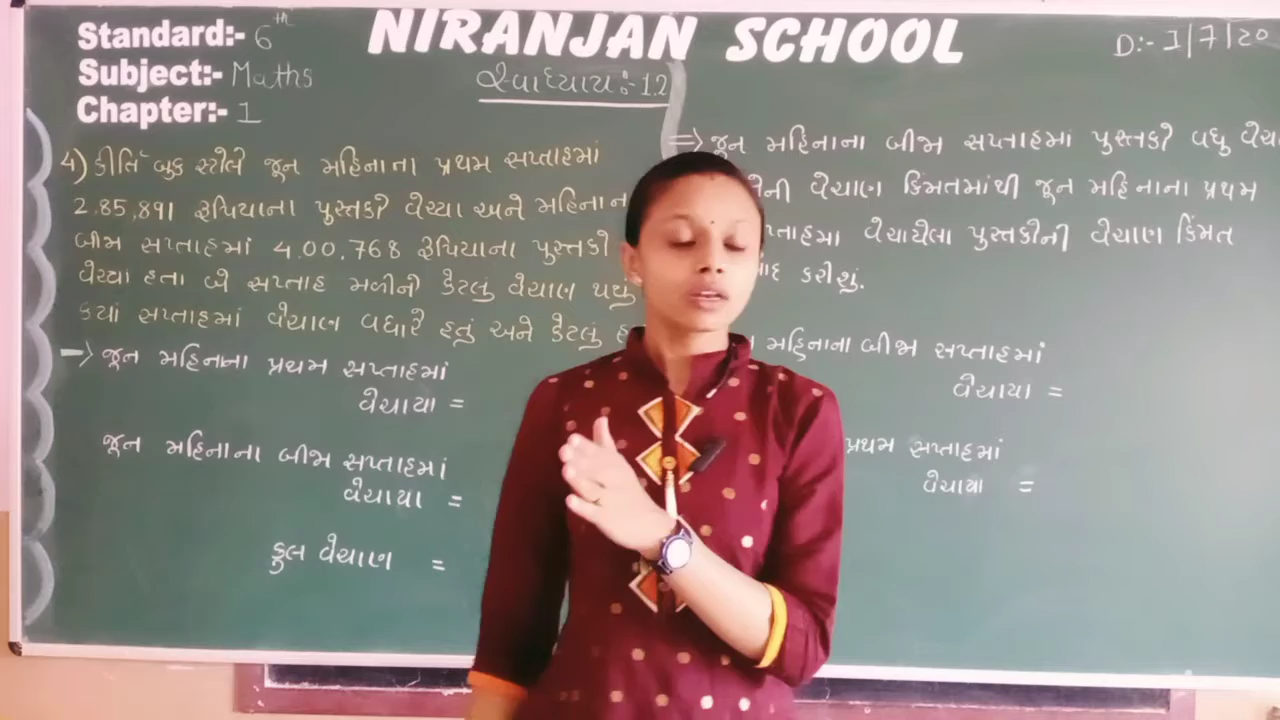 Standard:- 6th
Subject:- Maths
Chapter:- 1
NIRANJAN SCHOOL
D:- 1/7/20
સ્વાધ્યાય:-1.2
4) કીર્તિ બુક સ્ટોલે જૂન મહિનાના પ્રથમ સપ્તાહમાં
2,85,891 રૂપિયાના પુસ્તકો વેચ્યા અને મહિનાન
બીજા સપ્તાહમાં 4,00,768 રૂપિયાના પુસ્તકો
વેચ્યાં હતા બે સપ્તાહ મળીને કેટલું વેચાણ થયું
કયાં સપ્તાહમાં વેચાણ વધારે હતું અને કેટલું
→ જૂન મહિનાના પ્રથમ સપ્તાહમાં
વેચાયા =
જૂન મહિનાના બીજા સપ્તાહમાં
વેચાયા =
કુલ વેચાણ =
⇒ જૂન મહિનાના બીજા સપ્તાહમાં પુસ્તકો વધુ વેચા
ની વેચાણ કિંમતમાંથી જૂન મહિનાના પ્રથમ
તાહમાં વેચાયેલા પુસ્તકોની વેચાણ કિંમત
બાદ કરીશું.
મહિનાના બીજા સપ્તાહમાં
વેચાયા =
પ્રથમ સપ્તાહમાં
વેચાયા =